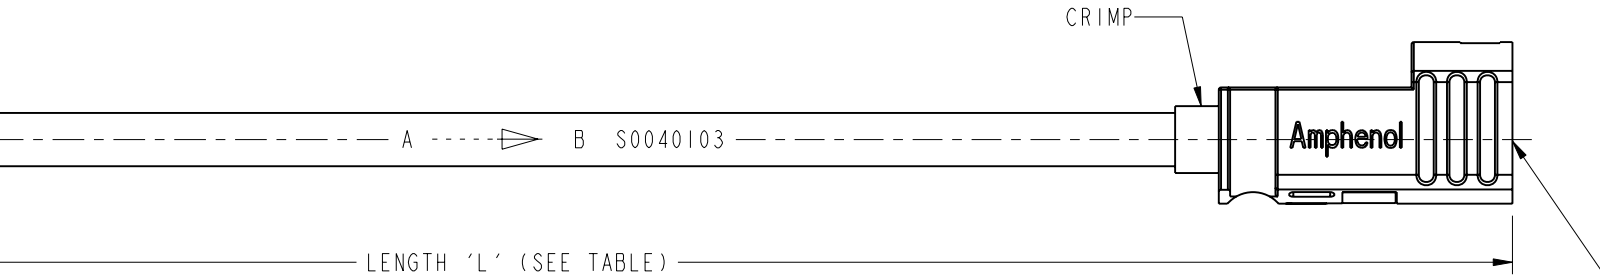 CRIMP
A B S0040103
Amphenol
LENGTH 'L' (SEE TABLE)